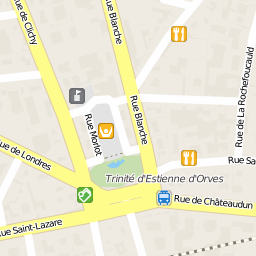 Rue de Clichy
Rue Blanche
Rue de La Rochefoucauld
Rue Blanche
Rue Morlot
Rue de Londres
Rue Sa
Trinité d'Estienne d'Orves
Rue de Châteaudun
Rue Saint-Lazare